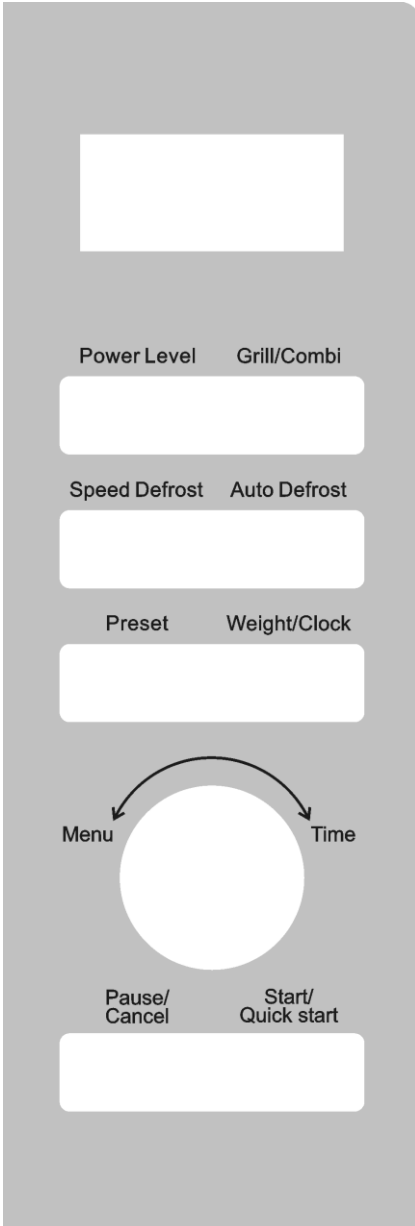 Power Level Grill/Combi
Speed Defrost Auto Defrost
Preset Weight/Clock
Menu Time
Pause/
Cancel
Start/
Quick start